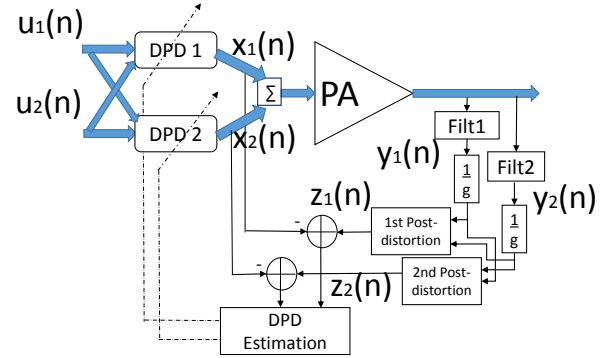 u1(n)
DPD 1
x1(n)
Σ
PA
u2(n)
DPD 2
x2(n)
Filt1
y1(n)
Filt2
1
g
y2(n)
1
g
z1(n)
-
1st Post-
distortion
-
z2(n)
2nd Post-
distortion
DPD
Estimation